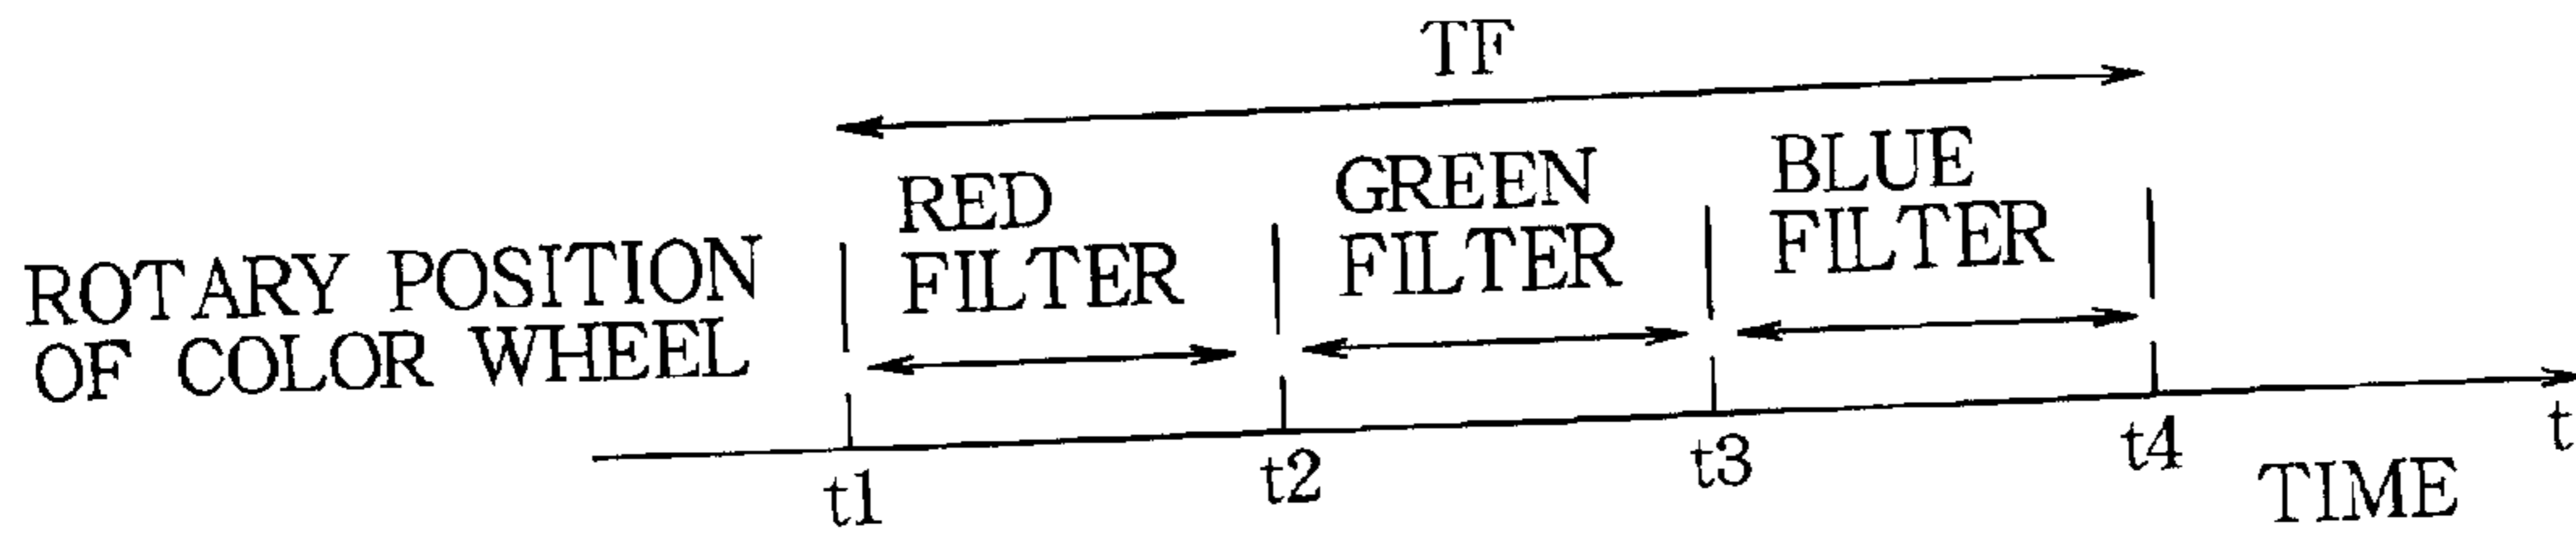 TF
RED
FILTER
GREEN
FILTER
BLUE
FILTER
ROTARY POSITION
OF COLOR WHEEL
t1
t2
t3
t4
t
TIME